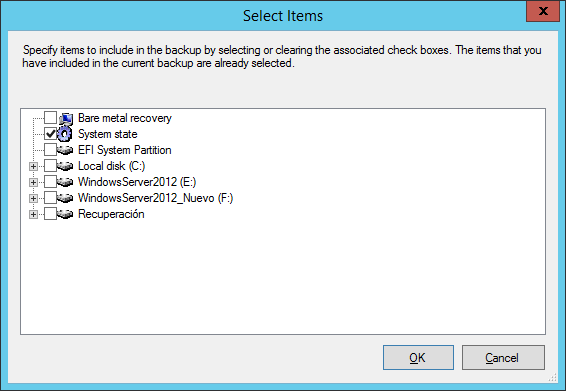 Select Items
Specify items to include in the backup by selecting or clearing the associated check boxes. The items that you
have included in the current backup are already selected.
Bare metal recovery
System state
EFI System Partition
Local disk (C:)
WindowsServer2012 (E:)
WindowsServer2012_Nuevo (F:)
Recuperación
OK
Cancel